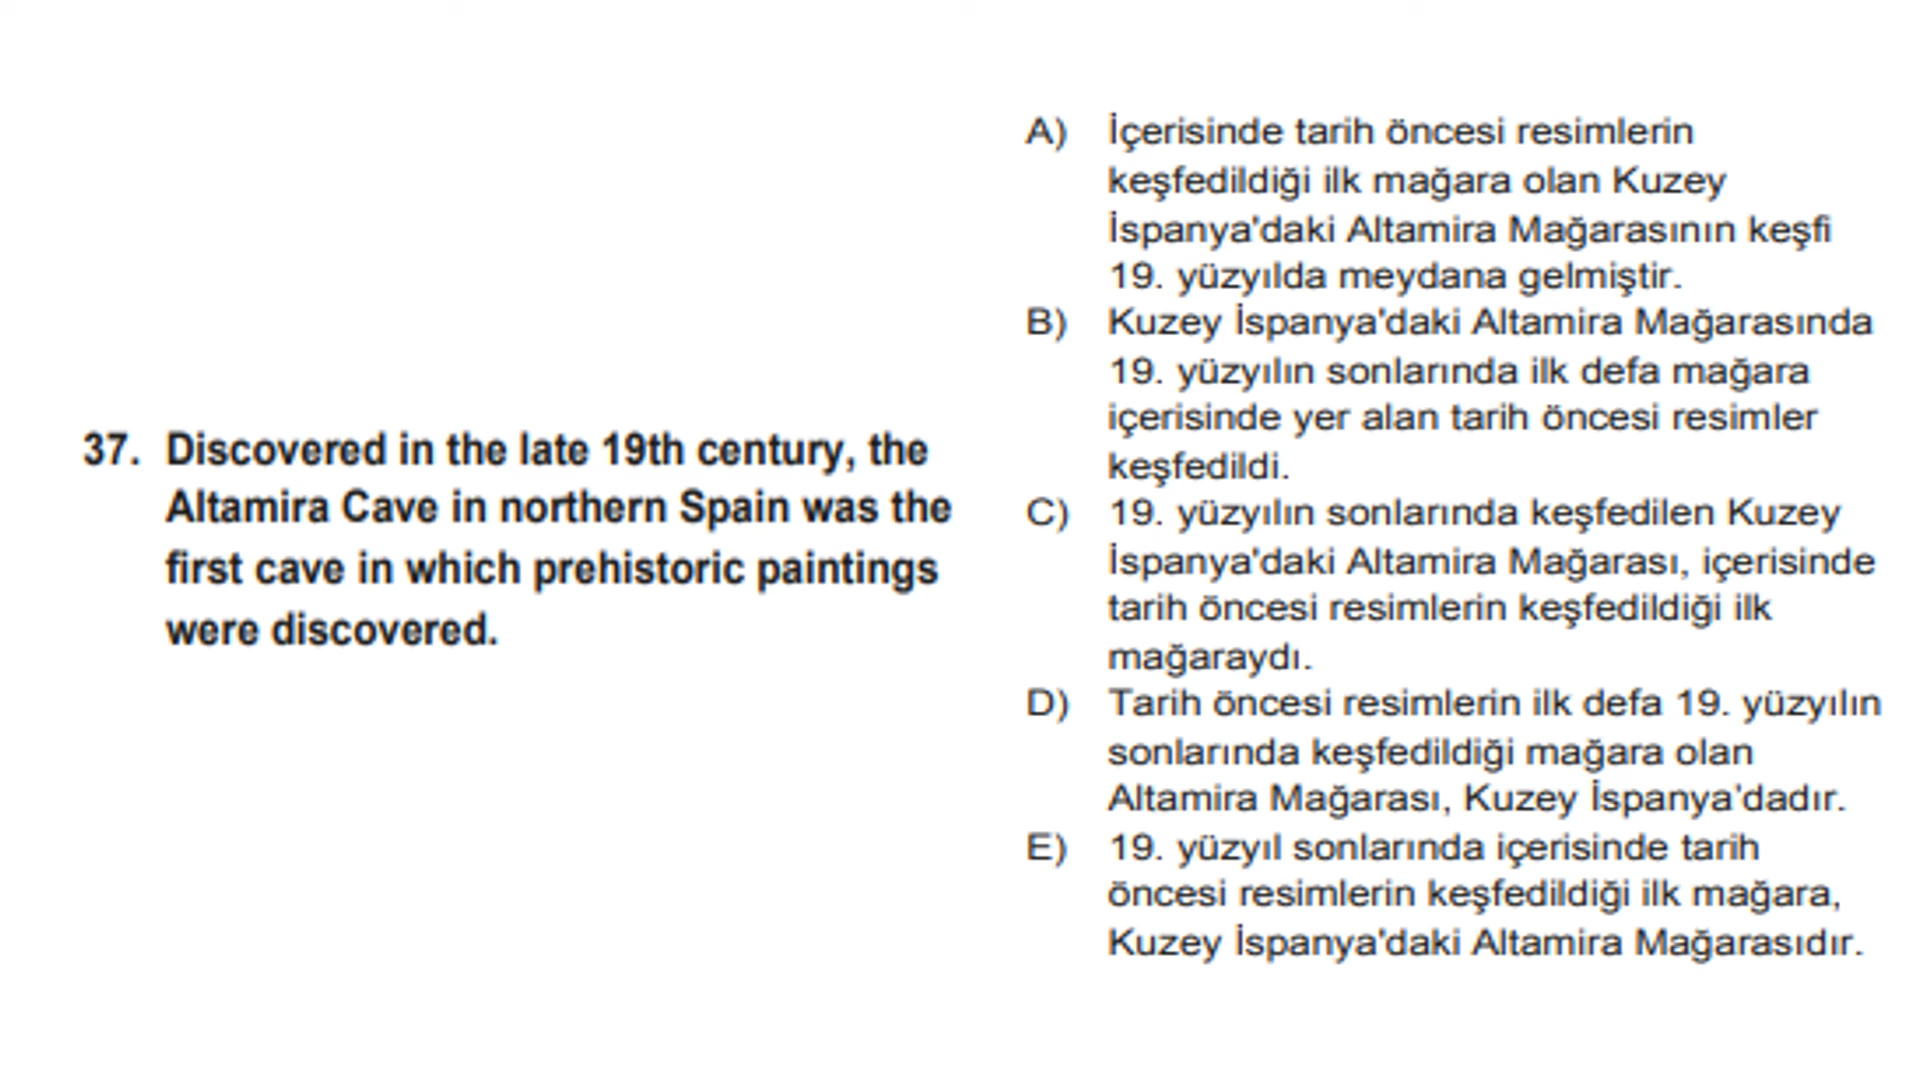 37. Discovered in the late 19th century, the
Altamira Cave in northern Spain was the
first cave in which prehistoric paintings
were discovered.
A) İçerisinde tarih öncesi resimlerin
keşfedildiği ilk mağara olan Kuzey
İspanya'daki Altamira Mağarasının keşfi
19. yüzyılda meydana gelmiştir.
B) Kuzey İspanya'daki Altamira Mağarasında
19. yüzyılın sonlarında ilk defa mağara
içerisinde yer alan tarih öncesi resimler
keşfedildi.
C) 19. yüzyılın sonlarında keşfedilen Kuzey
İspanya'daki Altamira Mağarası, içerisinde
tarih öncesi resimlerin keşfedildiği ilk
mağaraydı.
D) Tarih öncesi resimlerin ilk defa 19. yüzyılın
sonlarında keşfedildiği mağara olan
Altamira Mağarası, Kuzey İspanya'dadır.
E) 19. yüzyıl sonlarında içerisinde tarih
öncesi resimlerin keşfedildiği ilk mağara,
Kuzey İspanya'daki Altamira Mağarasıdır.